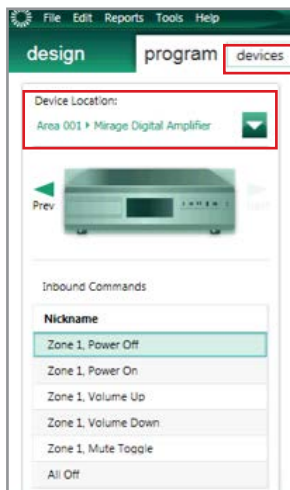 File Edit Reports Tools Help
design program devices
Device Location:
Area 001 ▸ Mirage Digital Amplifier
Prev
Inbound Commands
Nickname
Zone 1, Power Off
Zone 1, Power On
Zone 1, Volume Up
Zone 1, Volume Down
Zone 1, Mute Toggle
All Off